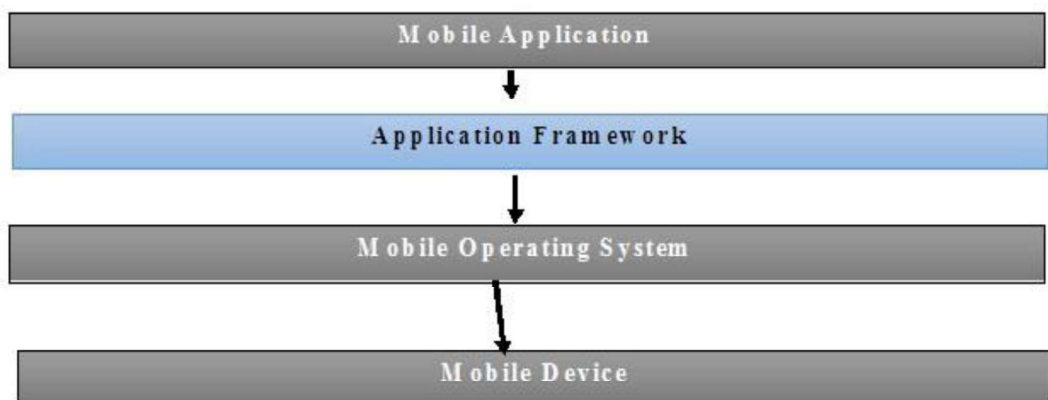 Mobile Application
Application Framework
Mobile Operating System
Mobile Device